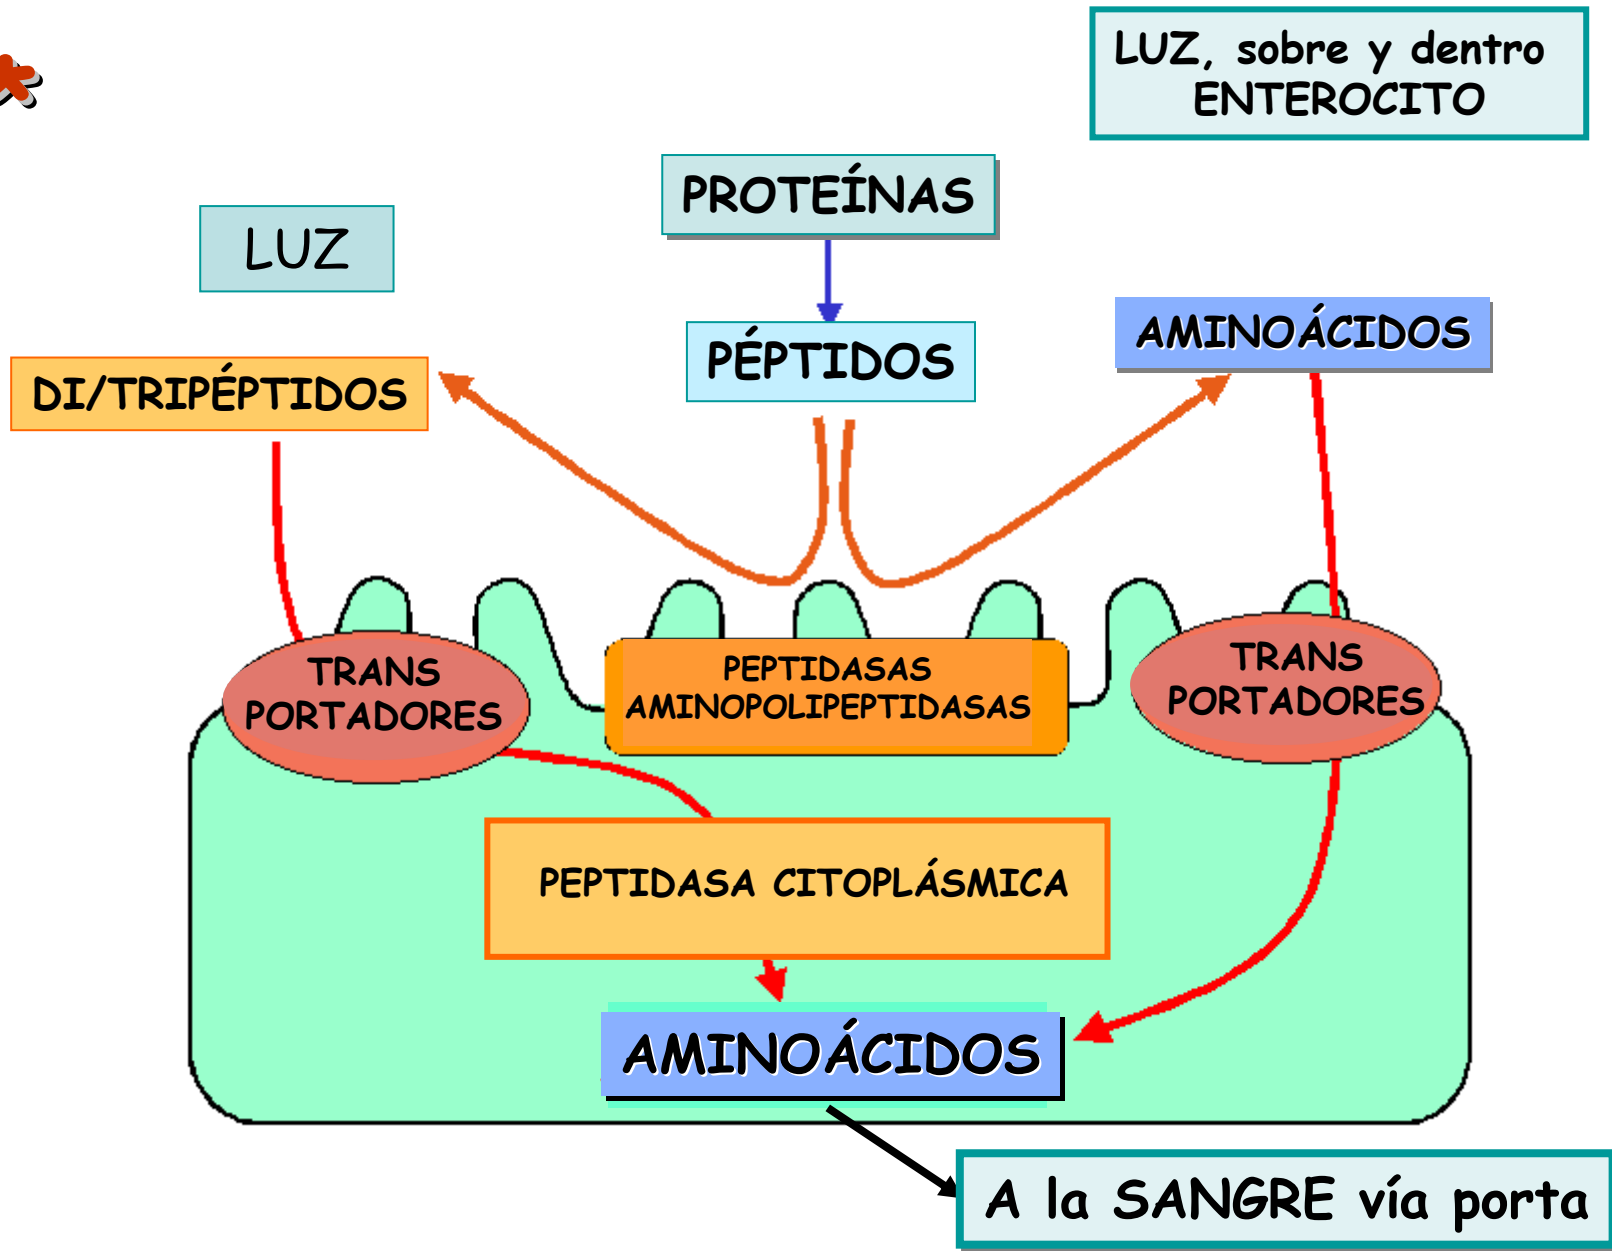 LUZ, sobre y dentro
ENTEROCITO
PROTEÍNAS
LUZ
AMINOÁCIDOS
PÉPTIDOS
DI/TRIPÉPTIDOS
TRANS
PORTADORES
PEPTIDASAS
AMINOPOLIPEPTIDASAS
TRANS
PORTADORES
PEPTIDASA CITOPLÁSMICA
AMINOÁCIDOS
A la SANGRE vía porta